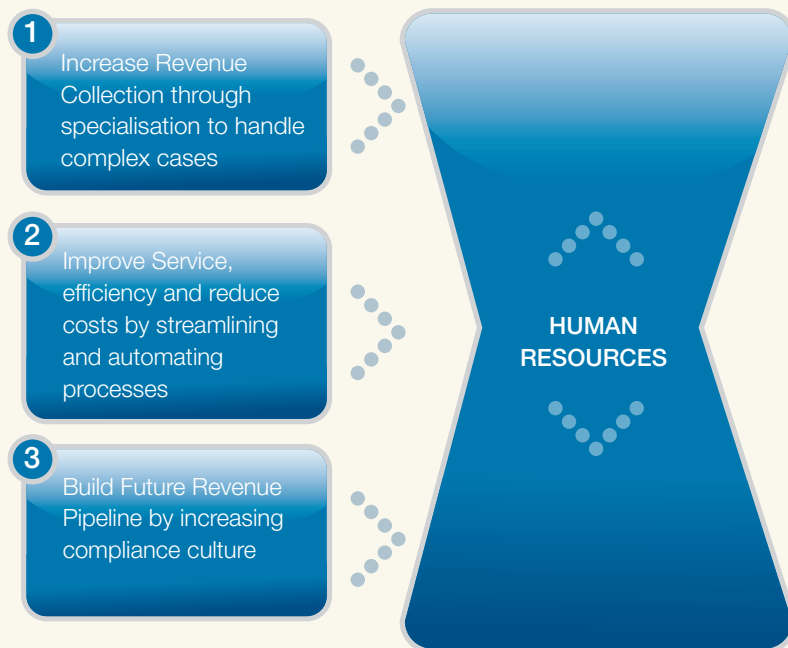 1
Increase Revenue
Collection through
specialisation to handle
complex cases
2
Improve Service,
efficiency and reduce
costs by streamlining
and automating
processes
3
Build Future Revenue
Pipeline by increasing
compliance culture
HUMAN
RESOURCES